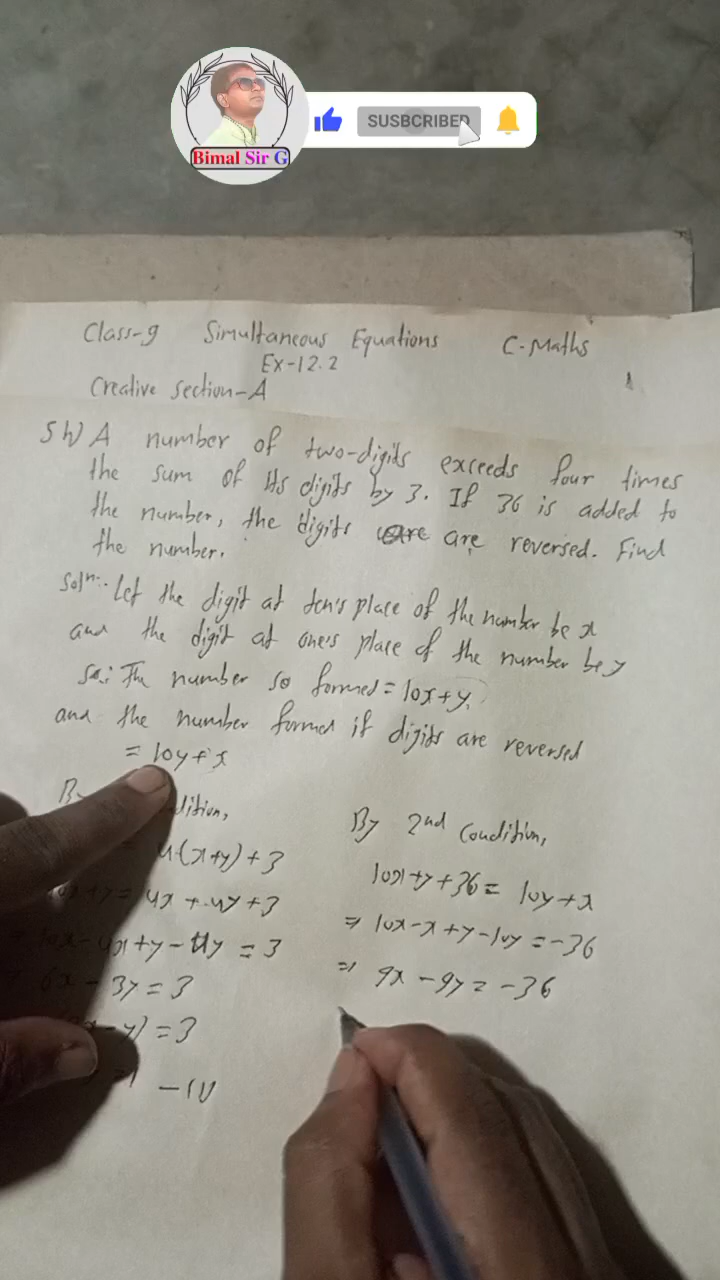 Bimal Sir G
SUSBCRIBED
Class-9 Simultaneous Equations C-Maths
Ex-12.2
Creative Section-A
5 h) A number of two-digits exceeds four times
the sum of its digits by 3. If 36 is added to
the number, the digits are reversed. Find
the number.
Soln:- Let the digit at ten's place of the number be x
and the digit at one's place of the number be y
So: The number so formed = 10x+y.
and the number formed if digits are reversed
= 10y+x
By dition,
4(x+y)+3
= 4x + 4y+3
+y-4y = 3
6x - 3y = 3
-y) = 3
By 2nd Condition,
10x+y+36 = 10y+x
⇒ 10x-x+y-10y = -36
⇒ 9x-9y = -36